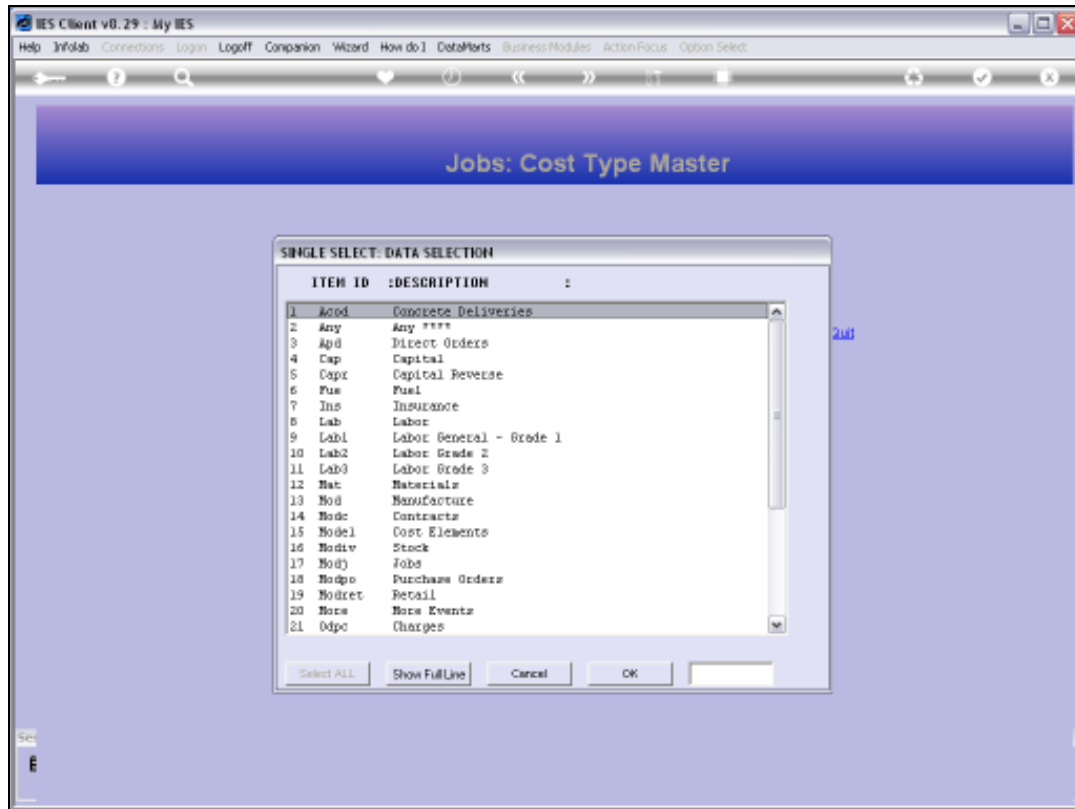 IES Client v8.29 : My IES
Help Infolab Connections Logon Logoff Companion Wizard How do I DataMarts Business Modules Action Focus Option Select
Jobs: Cost Type Master
SINGLE SELECT: DATA SELECTION
ITEM ID :DESCRIPTION :
1 Acod Concrete Deliveries
2 Any Any ****
3 Apd Direct Orders
4 Cap Capital
5 Capr Capital Reverse
6 Fue Fuel
7 Ins Insurance
8 Lab Labor
9 Lab1 Labor General - Grade 1
10 Lab2 Labor Grade 2
11 Lab3 Labor Grade 3
12 Mat Materials
13 Mod Manufacture
14 Modc Contracts
15 Model Cost Elements
16 Modiv Stock
17 Modj Jobs
18 Modpo Purchase Orders
19 Modret Retail
20 More More Events
21 Odpc Charges
Quit
Select ALL Show Full Line Cancel OK